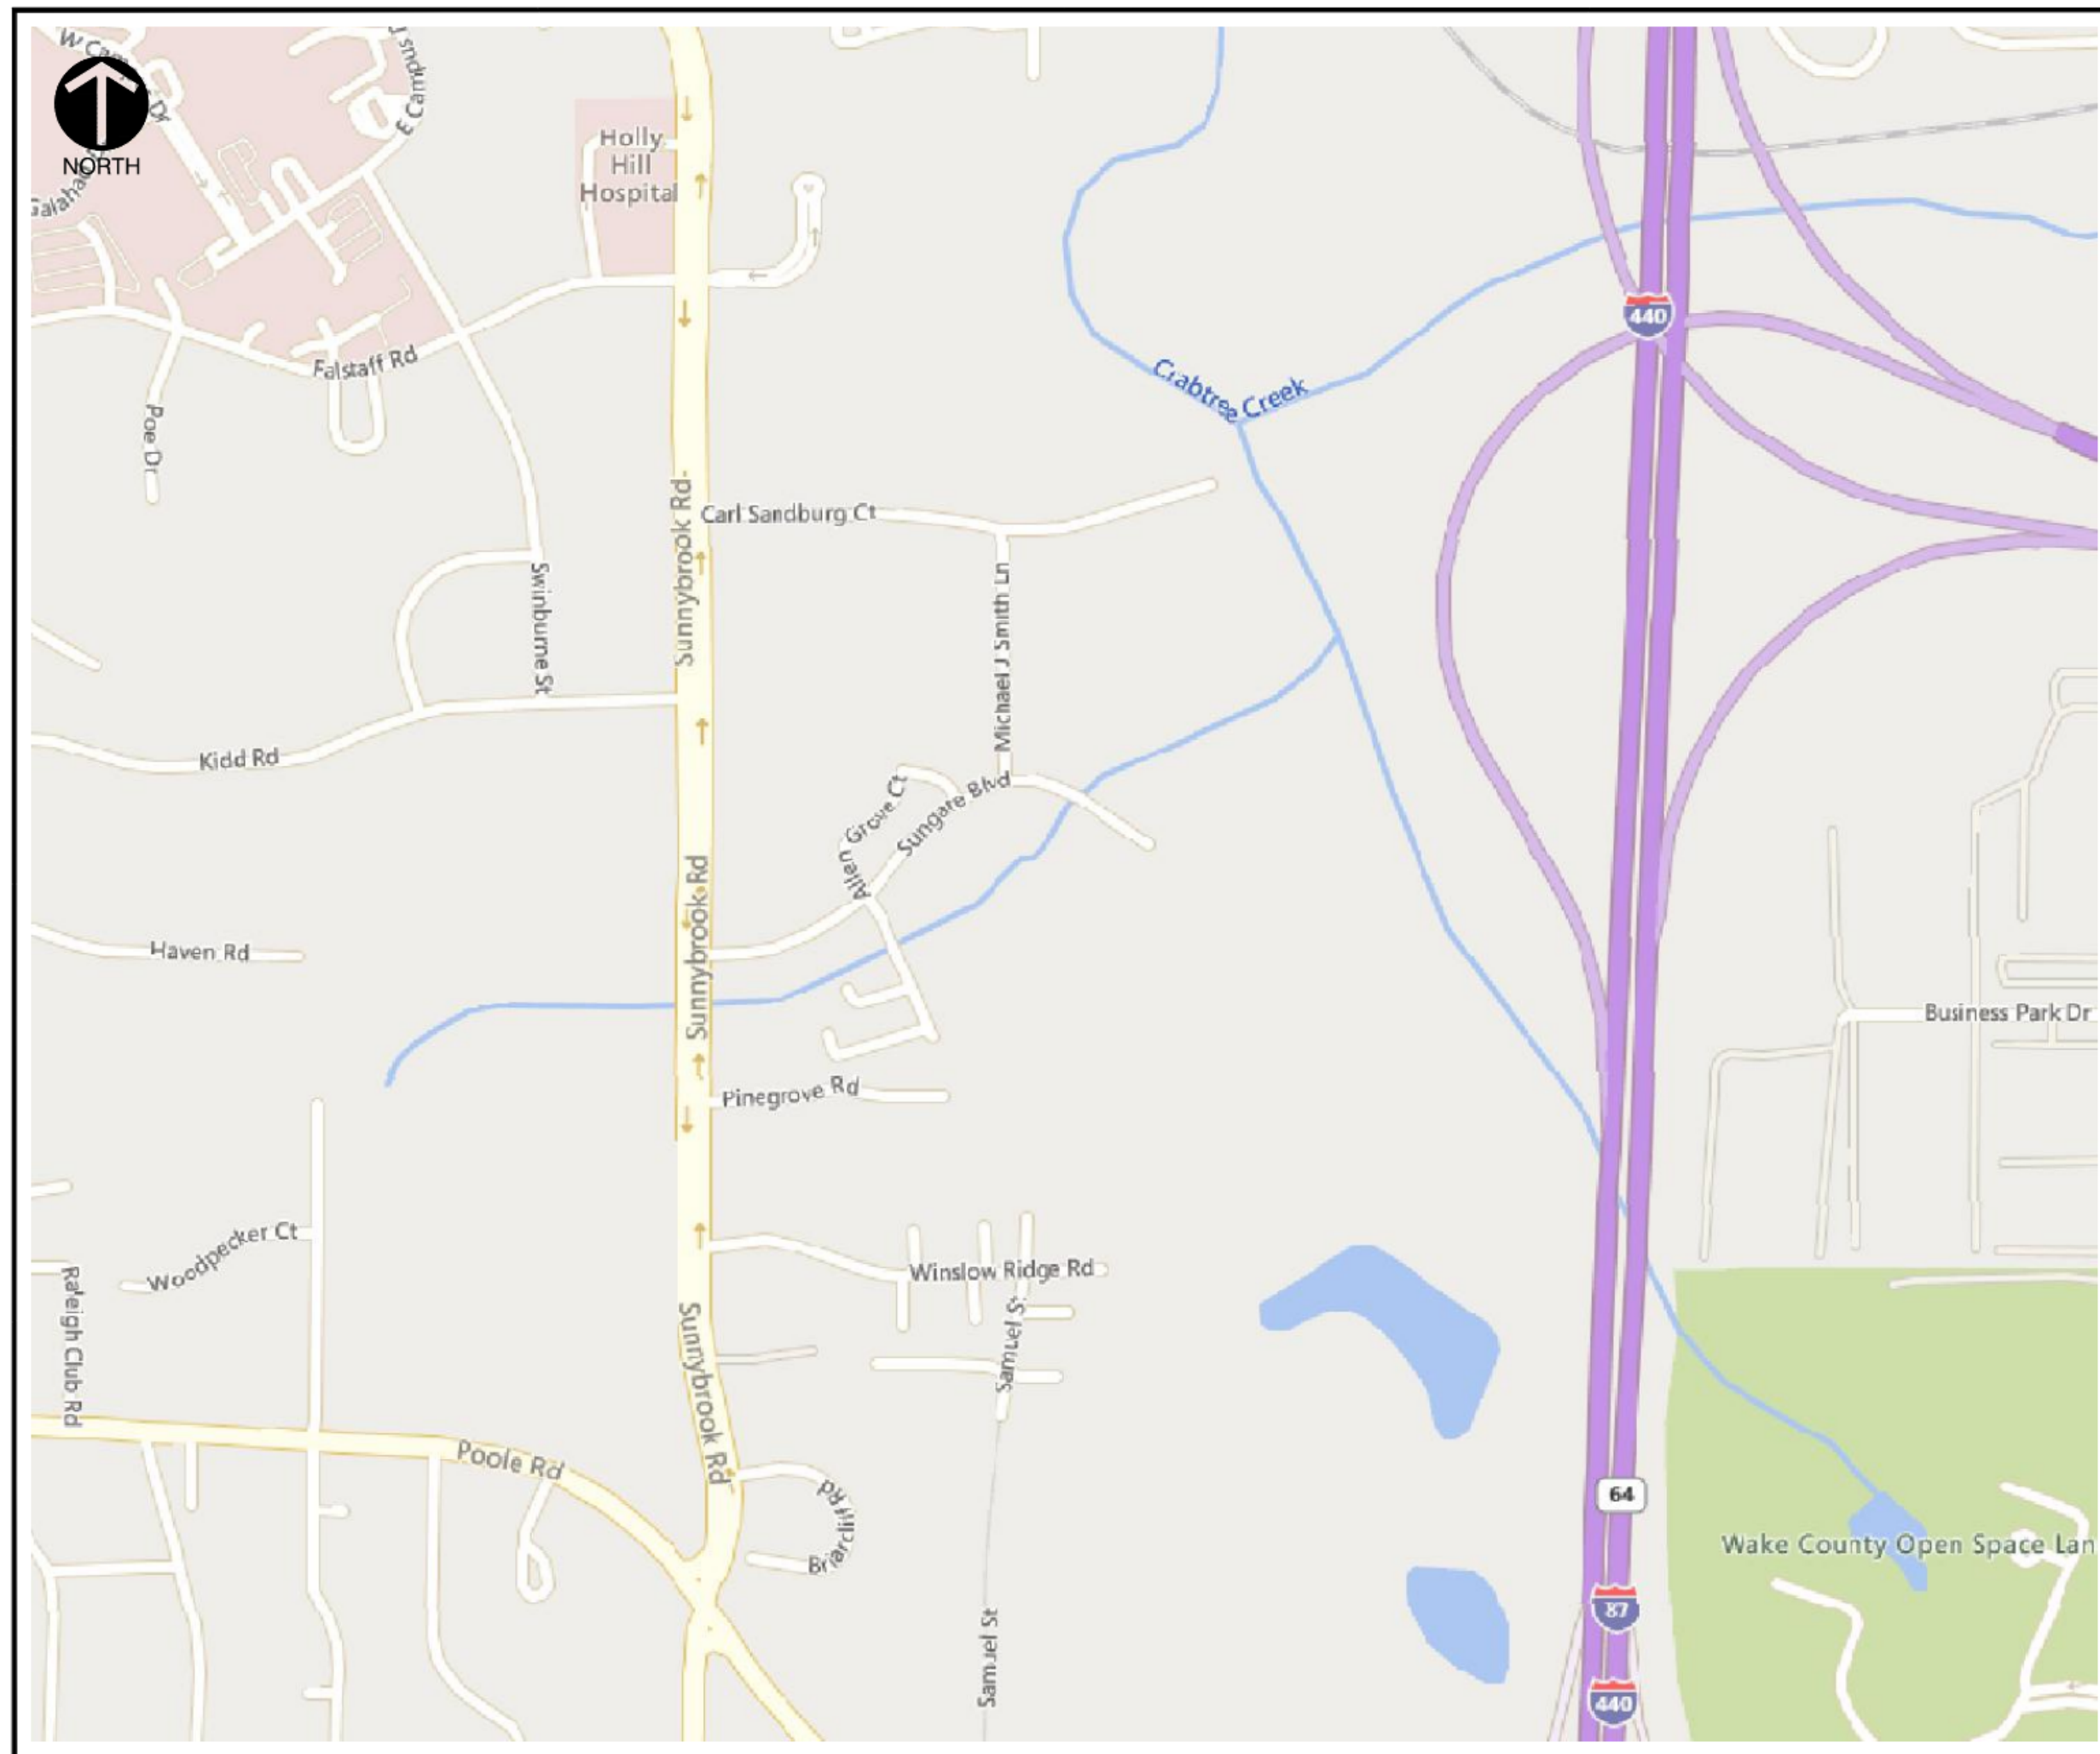 W Cam
Dr
E Campus
NORTH
Holly
Hill
Hospital
440
Falstaff Rd
Crabtree Creek
Poe Dr
Sunnybrook Rd
Carl Sandburg Ct
Swinburne St
Michael J Smith Ln
Kidd Rd
Allen Grove Ct
Sungate Blvd
Sunnybrook Rd
Haven Rd
Business Park Dr
Pinegrove Rd
Woodpecker Ct
Winslow Ridge Rd
Raleigh Club Rd
Sunnybrook Rd
Samuel St
Poole Rd
Briarcliff Rd
64
Wake County Open Space Lan
87
Samuel St
440